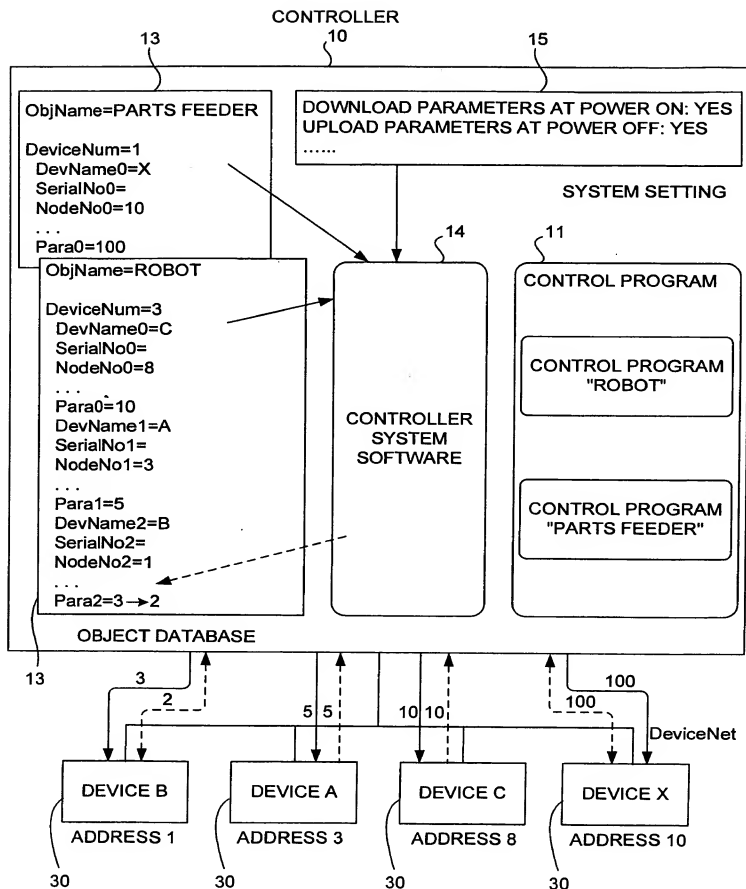 CONTROLLER
10
13
15
ObjName=PARTS FEEDER
DeviceNum=1
DevName0=X
SerialNo0=
NodeNo0=10
. . .
Para0=100
DOWNLOAD PARAMETERS AT POWER ON: YES
UPLOAD PARAMETERS AT POWER OFF: YES
......
SYSTEM SETTING
14
11
ObjName=ROBOT
DeviceNum=3
DevName0=C
SerialNo0=
NodeNo0=8
. . .
Para0=10
DevName1=A
SerialNo1=
NodeNo1=3
. . .
Para1=5
DevName2=B
SerialNo2=
NodeNo2=1
. . .
Para2=3→2
CONTROLLER
SYSTEM
SOFTWARE
CONTROL PROGRAM
CONTROL PROGRAM
"ROBOT"
CONTROL PROGRAM
"PARTS FEEDER"
OBJECT DATABASE
13
3
2
5 5
10 10
100
100
DeviceNet
DEVICE B
DEVICE A
DEVICE C
DEVICE X
ADDRESS 1
ADDRESS 3
ADDRESS 8
ADDRESS 10
30
30
30
30